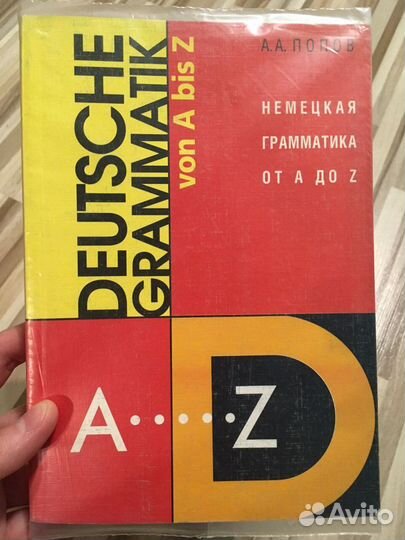 DEUTSCHE
GRAMMATIK
von A bis Z
А.А. ПОПОВ
НЕМЕЦКАЯ
ГРАММАТИКА
ОТ А ДО Z
A.....Z
D
Avito